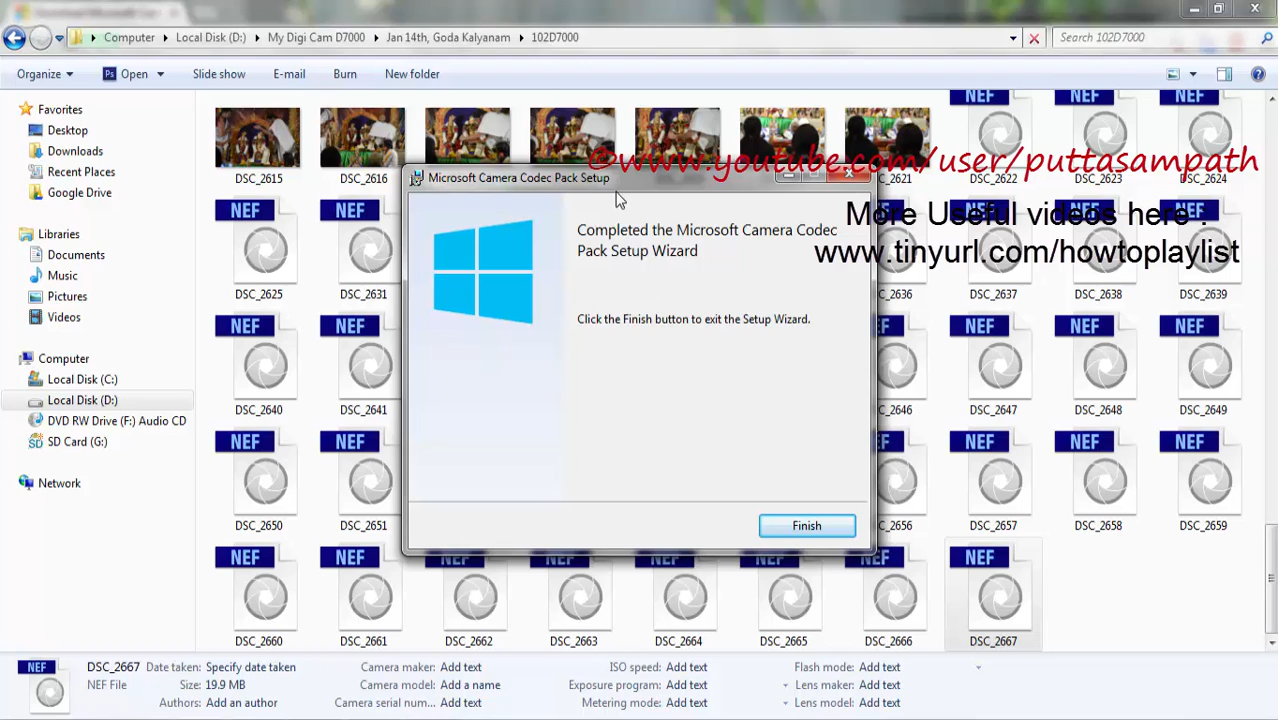 Computer ▸ Local Disk (D:) ▸ My Digi Cam D7000 ▸ Jan 14th, Goda Kalyanam ▸ 102D7000
Search 102D7000
Organize Open Slide show E-mail Burn New folder
Favorites
Desktop
Downloads
Recent Places
Google Drive
Libraries
Documents
Music
Pictures
Videos
Computer
Local Disk (C:)
Local Disk (D:)
DVD RW Drive (F:) Audio CD
SD Card (G:)
Network
NEF NEF NEF
DSC_2615 DSC_2616 _2621 DSC_2622 DSC_2623 DSC_2624
@www.youtube.com/user/puttasampath
More Useful videos here :
www.tinyurl.com/howtoplaylist
Microsoft Camera Codec Pack Setup
Completed the Microsoft Camera Codec
Pack Setup Wizard
Click the Finish button to exit the Setup Wizard.
Finish
NEF NEF
DSC_2625 DSC_2631 C_2636 DSC_2637 DSC_2638 DSC_2639
NEF NEF NEF NEF NEF
DSC_2640 DSC_2641 C_2646 DSC_2647 DSC_2648 DSC_2649
NEF NEF NEF NEF NEF
DSC_2650 DSC_2651 C_2656 DSC_2657 DSC_2658 DSC_2659
NEF NEF NEF NEF NEF NEF NEF NEF
DSC_2660 DSC_2661 DSC_2662 DSC_2663 DSC_2664 DSC_2665 DSC_2666 DSC_2667
NEF
DSC_2667 Date taken: Specify date taken Camera maker: Add text ISO speed: Add text Flash mode: Add text
NEF File Size: 19.9 MB Camera model: Add a name Exposure program: Add text Lens maker: Add text
Authors: Add an author Camera serial num... Add text Metering mode: Add text Lens model: Add text